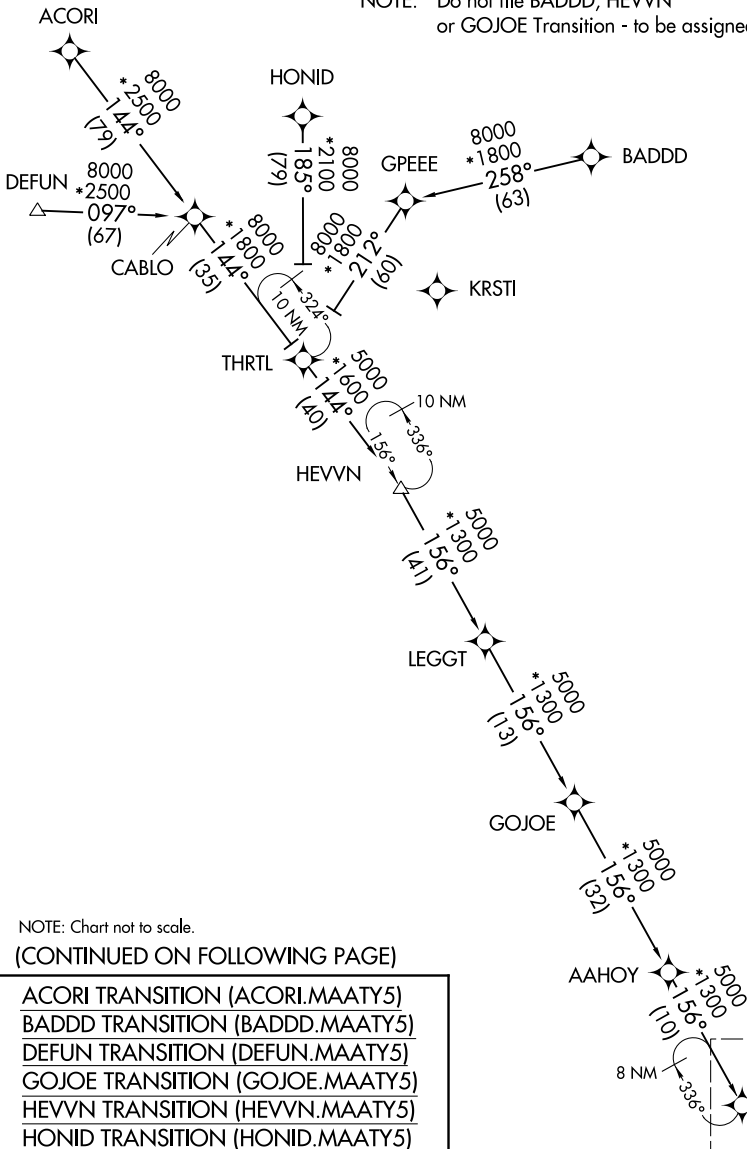 NOTE: Do not file BADDD, HEVVN
or GOJOE Transition - to be assigned
ACORI
8000
*2500
144°
(79)
HONID
8000
*2100
185°
(79)
GPEEE
8000
*1800
258°
(63)
BADDD
DEFUN
8000
*2500
097°
(67)
CABLO
8000
*1800
144°
(35)
8000
*1800
212°
(60)
KRSTI
10 NM
324°
THRTL
5000
*1600
144°
(40)
10 NM
156°
336°
HEVVN
5000
*1300
156°
(41)
LEGGT
5000
*1300
156°
(13)
GOJOE
5000
*1300
156°
(32)
AAHOY
5000
*1300
156°
(10)
8 NM
336°
NOTE: Chart not to scale.
(CONTINUED ON FOLLOWING PAGE)
ACORI TRANSITION (ACORI.MAATY5)
BADDD TRANSITION (BADDD.MAATY5)
DEFUN TRANSITION (DEFUN.MAATY5)
GOJOE TRANSITION (GOJOE.MAATY5)
HEVVN TRANSITION (HEVVN.MAATY5)
HONID TRANSITION (HONID.MAATY5)